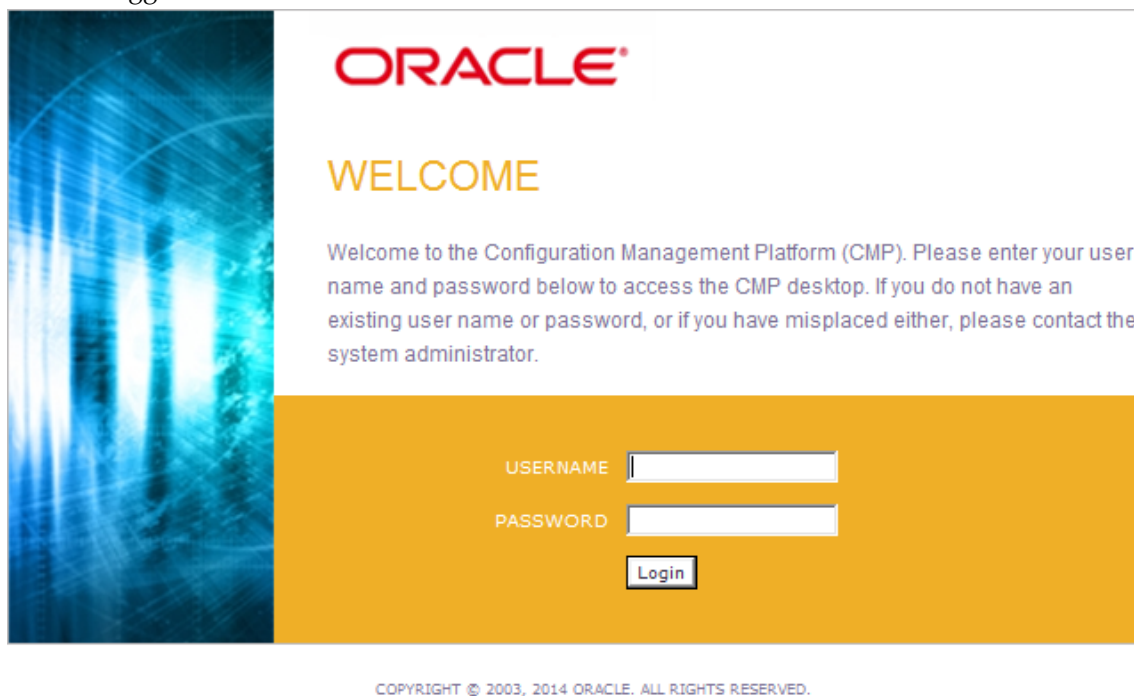 ORACLE®
WELCOME
Welcome to the Configuration Management Platform (CMP). Please enter your user
name and password below to access the CMP desktop. If you do not have an
existing user name or password, or if you have misplaced either, please contact the
system administrator.
USERNAME
PASSWORD
Login
COPYRIGHT © 2003, 2014 ORACLE. ALL RIGHTS RESERVED.